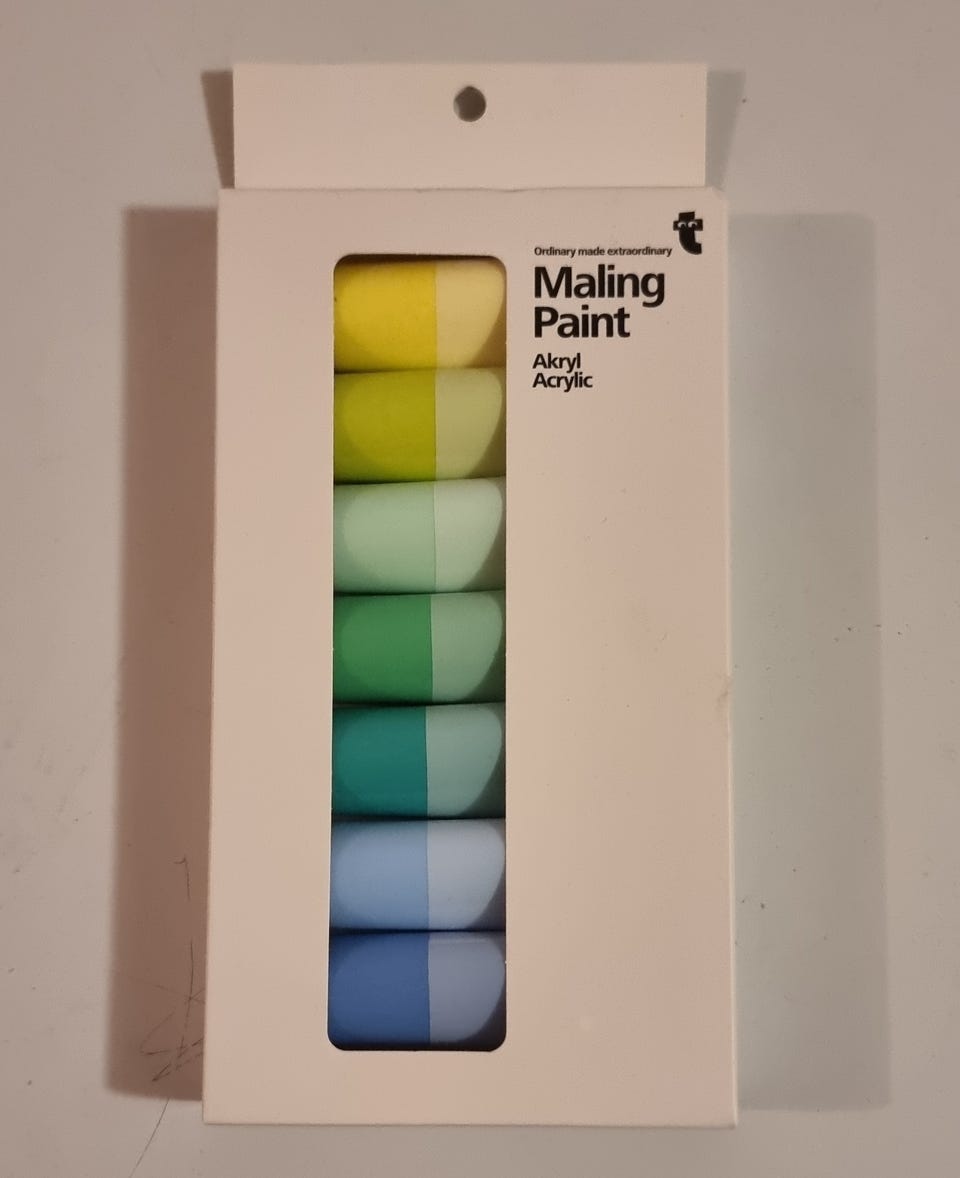 Ordinary made extraordinary
Maling
Paint
Akryl
Acrylic